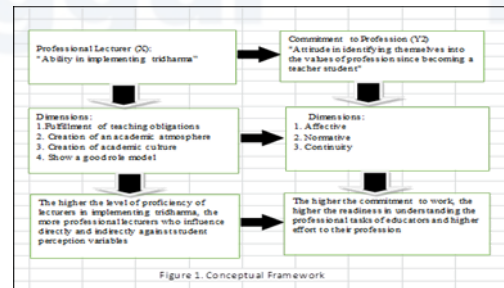 Professional Lecturer (X):
"Ability in implementing tridharma"
Commitment to Profession (Y2)
"Attitude in identifying themselves into
the values of profession since becoming a
teacher student"
Dimensions:
1.Fulfillment of teaching obligations
2. Creation of an academic atmosphere
3. Creation of academic culture
4. Show a good role model
Dimensions:
1. Affective
2. Normative
3. Continuity
The higher the level of proficiency of
lecturers in implementing tridharma, the
more professional lecturers who influence
directly and indirectly against student
perception variables
The higher the commitment to work, the
higher the readiness in understanding the
professional tasks of educators and higher
effort to their profession
Figure 1. Conceptual Framework